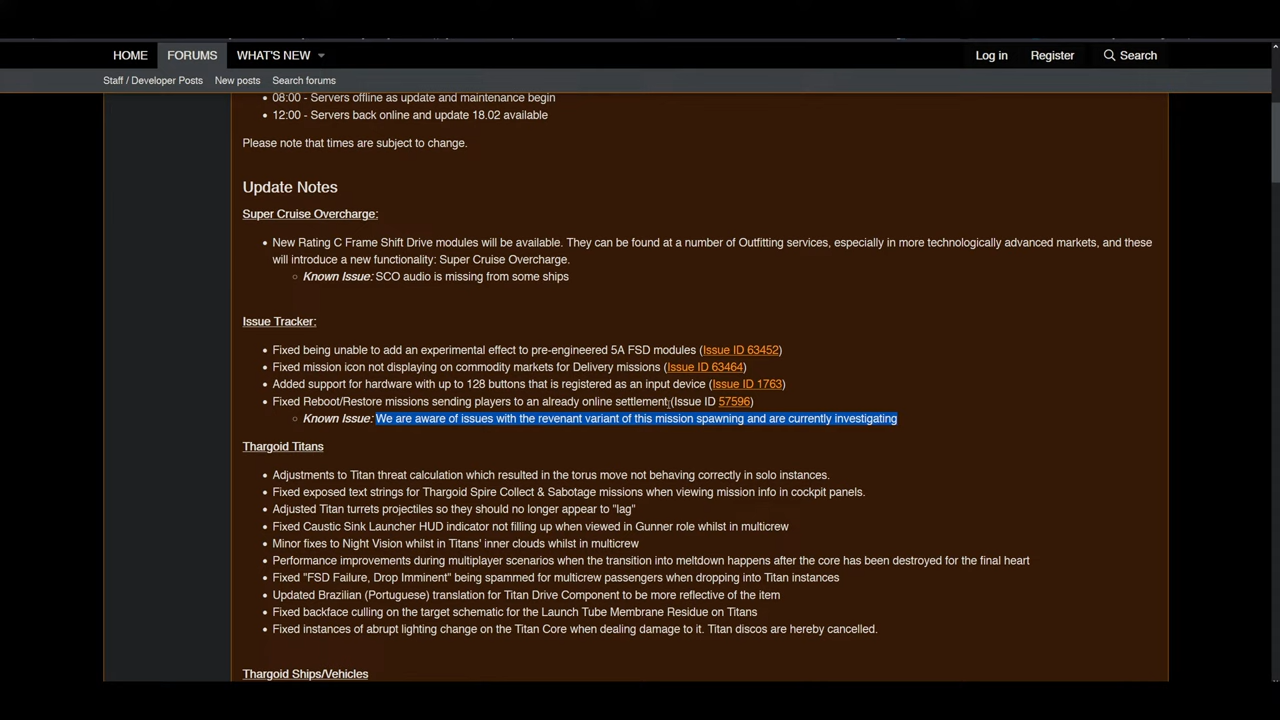 HOME FORUMS WHAT'S NEW Log in Register Search
Staff / Developer Posts New posts Search forums
08:00 - Servers offline as update and maintenance begin
12:00 - Servers back online and update 18.02 available
Please note that times are subject to change.
Update Notes
Super Cruise Overcharge:
New Rating C Frame Shift Drive modules will be available. They can be found at a number of Outfitting services, especially in more technologically advanced markets, and these
will introduce a new functionality: Super Cruise Overcharge.
Known Issue: SCO audio is missing from some ships
Issue Tracker:
Fixed being unable to add an experimental effect to pre-engineered 5A FSD modules (Issue ID 63452)
Fixed mission icon not displaying on commodity markets for Delivery missions (Issue ID 63464)
Added support for hardware with up to 128 buttons that is registered as an input device (Issue ID 1763)
Fixed Reboot/Restore missions sending players to an already online settlement (Issue ID 57596)
Known Issue: We are aware of issues with the revenant variant of this mission spawning and are currently investigating
Thargoid Titans
Adjustments to Titan threat calculation which resulted in the torus move not behaving correctly in solo instances.
Fixed exposed text strings for Thargoid Spire Collect & Sabotage missions when viewing mission info in cockpit panels.
Adjusted Titan turrets projectiles so they should no longer appear to "lag"
Fixed Caustic Sink Launcher HUD indicator not filling up when viewed in Gunner role whilst in multicrew
Minor fixes to Night Vision whilst in Titans' inner clouds whilst in multicrew
Performance improvements during multiplayer scenarios when the transition into meltdown happens after the core has been destroyed for the final heart
Fixed "FSD Failure, Drop Imminent" being spammed for multicrew passengers when dropping into Titan instances
Updated Brazilian (Portuguese) translation for Titan Drive Component to be more reflective of the item
Fixed backface culling on the target schematic for the Launch Tube Membrane Residue on Titans
Fixed instances of abrupt lighting change on the Titan Core when dealing damage to it. Titan discos are hereby cancelled.
Thargoid Ships/Vehicles